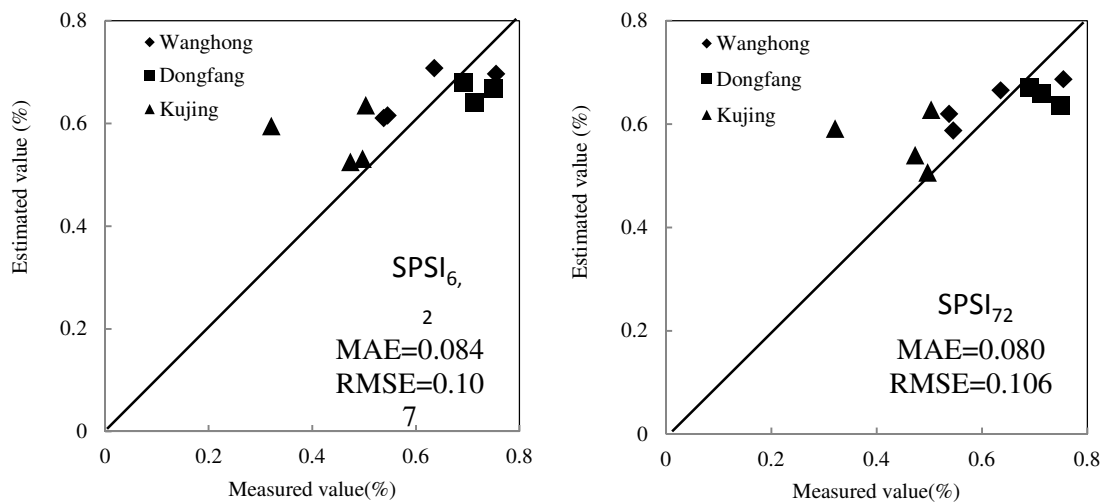 0.8
◆ Wanghong
■ Dongfang
▲ Kujing
0.6
0.4
0.2
0
0
0.2
0.4
0.6
0.8
Estimated value (%)
Measured value(%)
SPSI6,
2
MAE=0.084
RMSE=0.10
7
0.8
◆ Wanghong
■ Dongfang
▲ Kujing
0.6
0.4
0.2
0
0
0.2
0.4
0.6
0.8
Estimated value (%)
Measured value(%)
SPSI72
MAE=0.080
RMSE=0.106